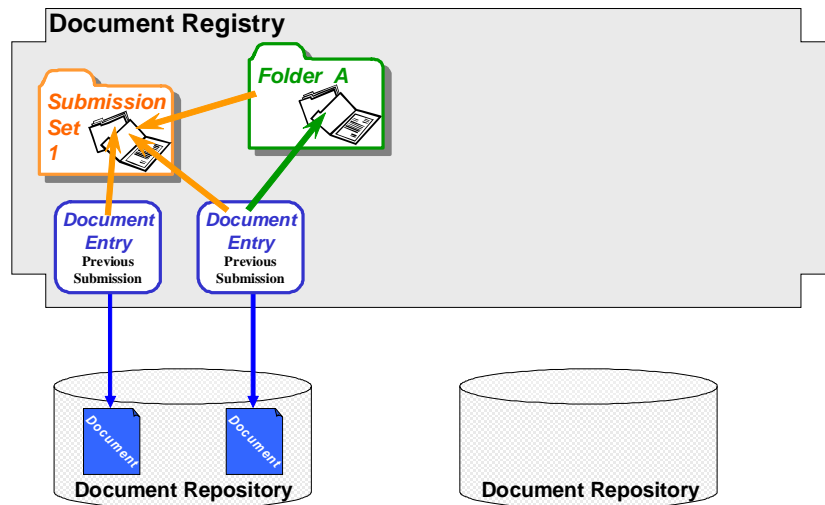 Document Registry
Submission
Set
1
Folder A
Document
Entry
Previous
Submission
Document
Entry
Previous
Submission
Document
Document
Document Repository
Document Repository